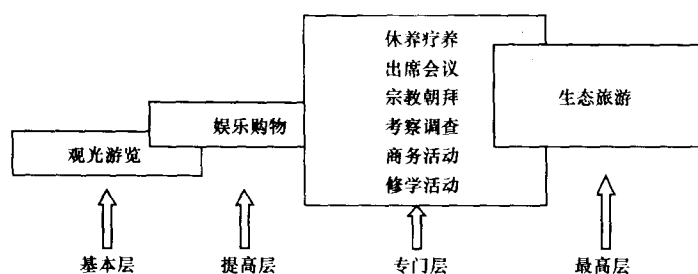 休养疗养
出席会议
宗教朝拜
考察调查
商务活动
修学活动
生态旅游
娱乐购物
观光游览
基本层
提高层
专门层
最高层